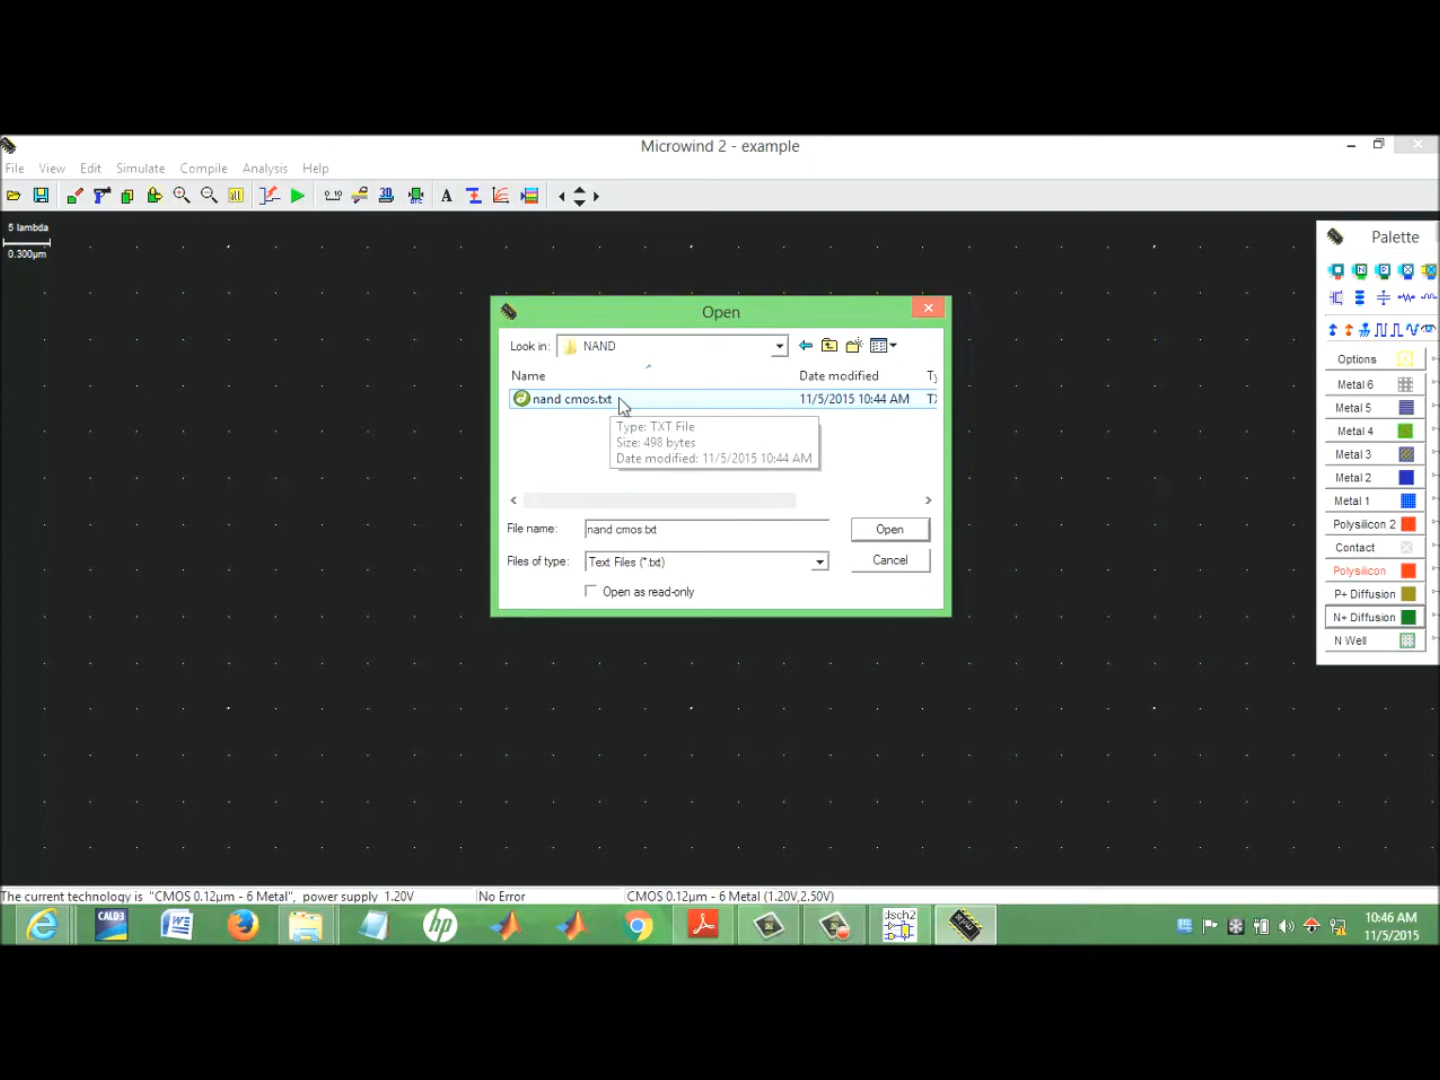 Microwind 2 - example
File View Edit Simulate Compile Analysis Help
5 lambda
0.300µm
Palette
Options
Metal 6
Metal 5
Metal 4
Metal 3
Metal 2
Metal 1
Polysilicon 2
Contact
Polysilicon
P+ Diffusion
N+ Diffusion
N Well
Open
Look in: NAND
Name Date modified Ty
nand cmos.txt 11/5/2015 10:44 AM
Type: TXT File
Size: 498 bytes
Date modified: 11/5/2015 10:44 AM
File name: nand cmos.txt Open
Files of type: Text Files (*.txt) Cancel
Open as read-only
The current technology is "CMOS 0.12µm - 6 Metal", power supply 1.20V No Error CMOS 0.12µm - 6 Metal (1.20V,2.50V)
CALD3
hp
dsch2
10:46 AM
11/5/2015